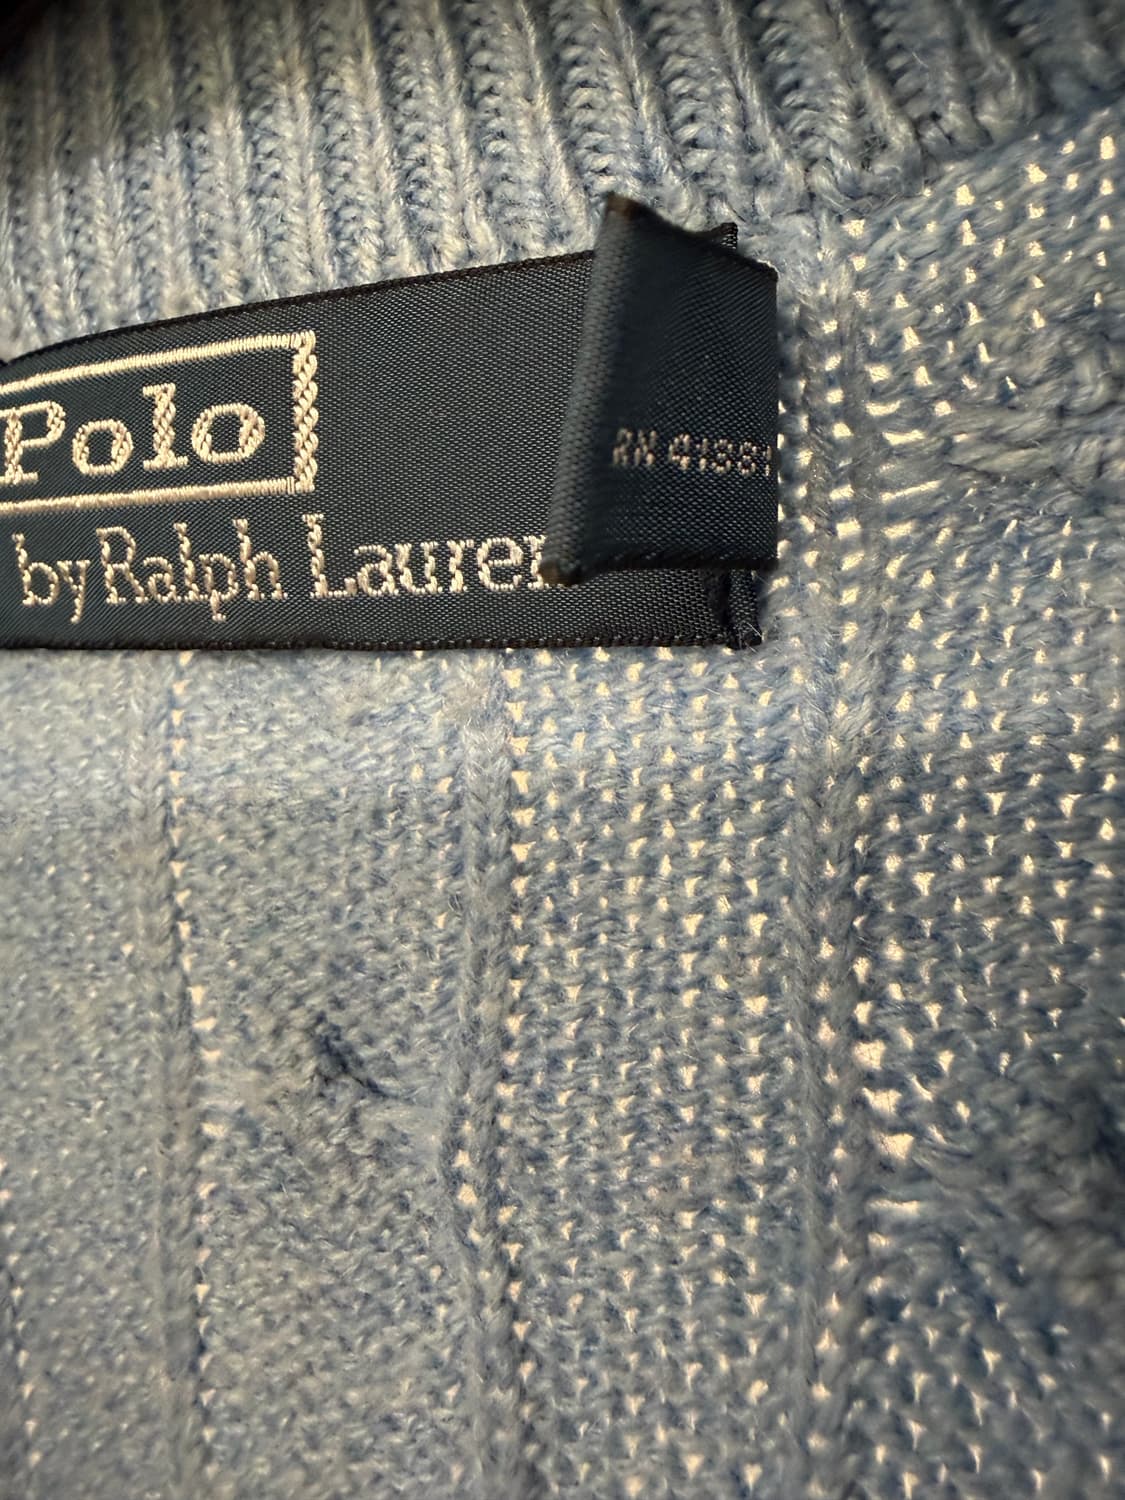 Polo
by Ralph Lauren
RN 41381